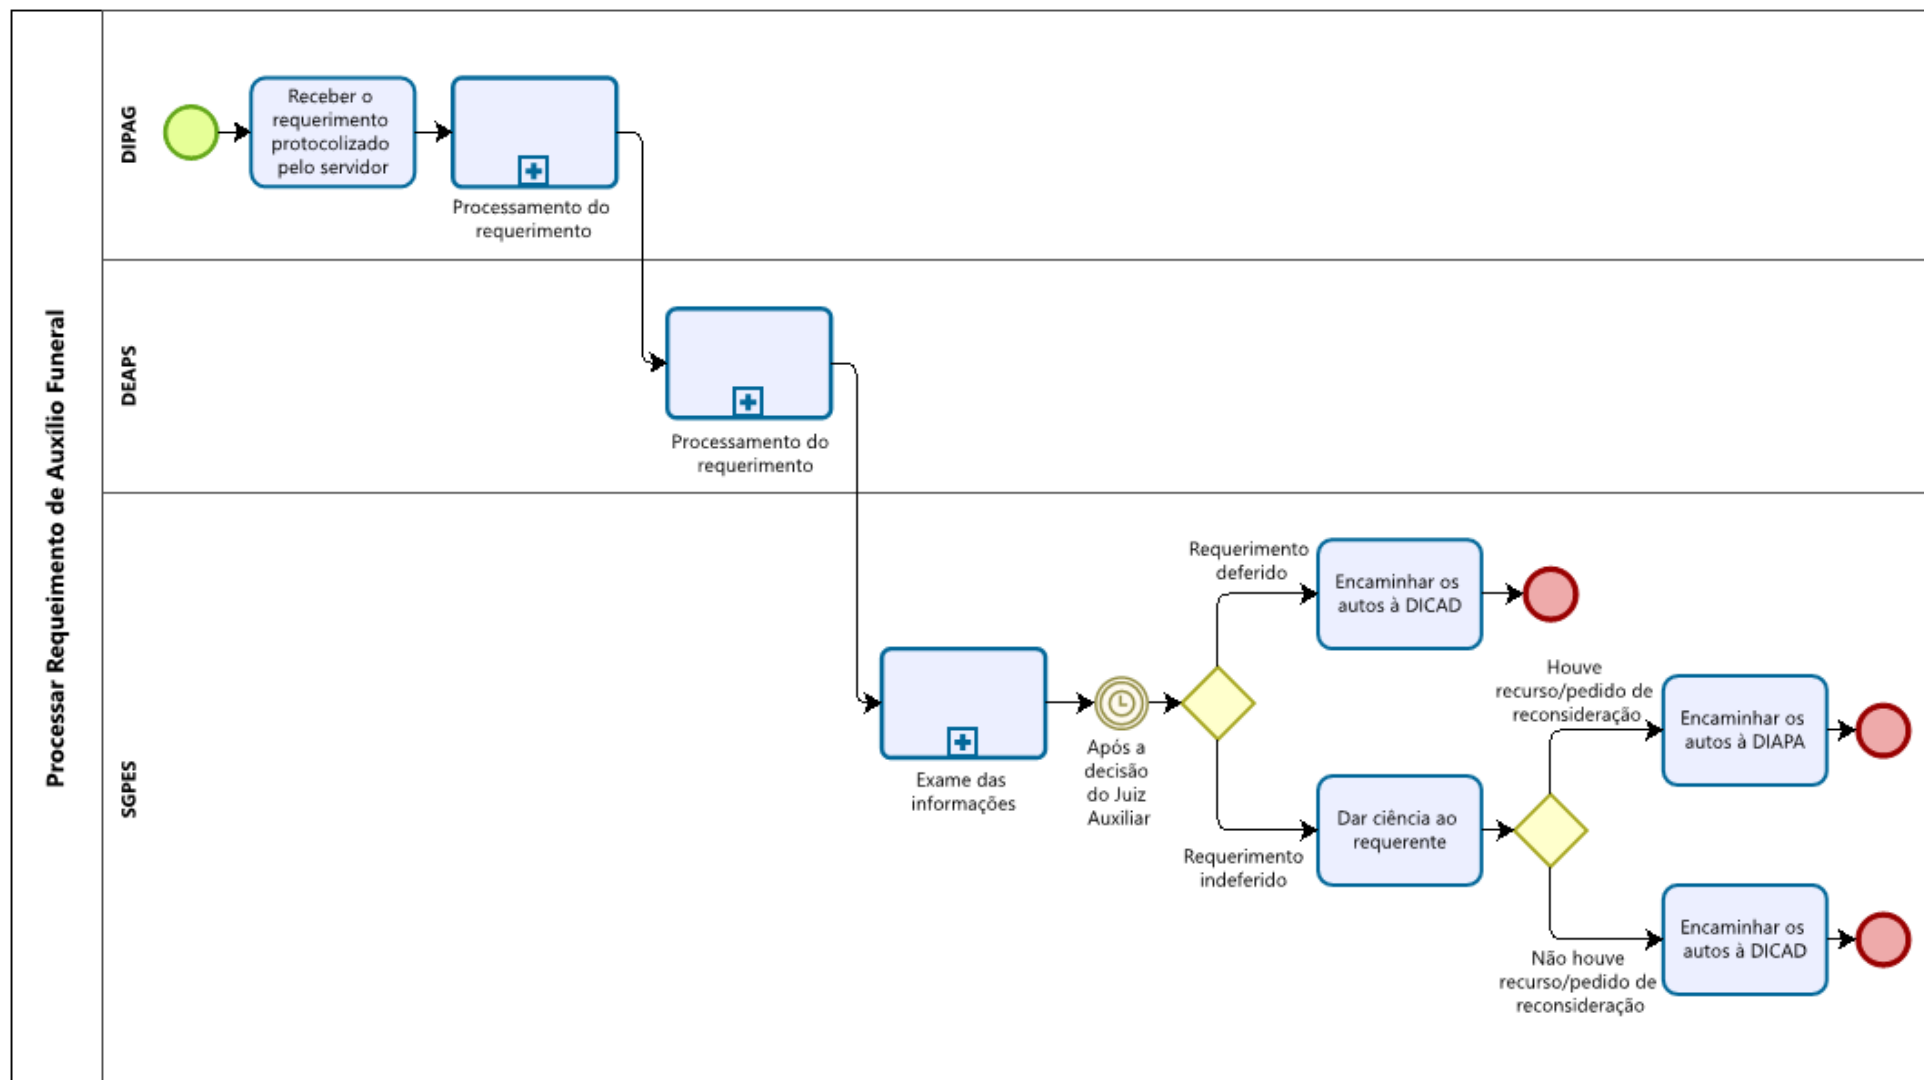 Processar Requeimento de Auxílio Funeral
DIPAG
Receber o
requerimento
protocolizado
pelo servidor
Processamento do
requerimento
DEAPS
Processamento do
requerimento
SGPES
Exame das
informações
Após a
decisão
do Juiz
Auxiliar
Requerimento
deferido
Encaminhar os
autos à DICAD
Requerimento
indeferido
Dar ciência ao
requerente
Houve
recurso/pedido de
reconsideração
Encaminhar os
autos à DIAPA
Não houve
recurso/pedido de
reconsideração
Encaminhar os
autos à DICAD